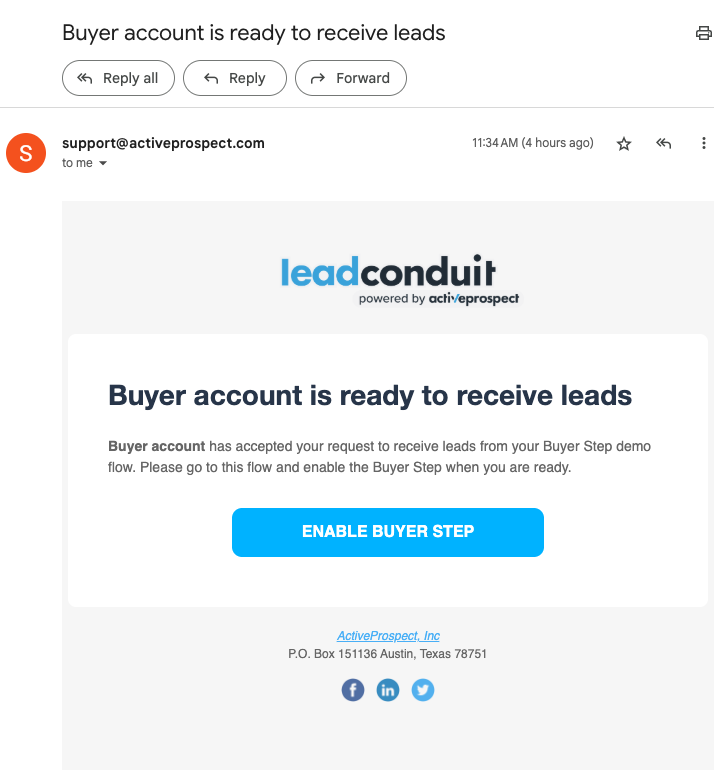 Buyer account is ready to receive leads
Reply all
Reply
Forward
S
support@activeprospect.com
11:34 AM (4 hours ago)
to me
leadconduit
powered by activeprospect
Buyer account is ready to receive leads
Buyer account has accepted your request to receive leads from your Buyer Step demo
flow. Please go to this flow and enable the Buyer Step when you are ready.
ENABLE BUYER STEP
ActiveProspect, Inc
P.O. Box 151136 Austin, Texas 78751
f
in